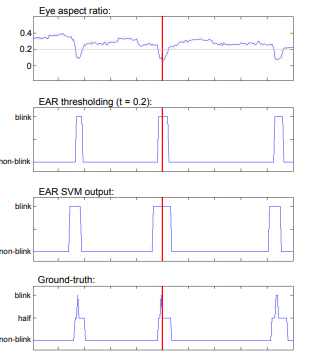 Eye aspect ratio:
0.4
0.2
0
EAR thresholding (t = 0.2):
blink
non-blink
EAR SVM output:
blink
non-blink
Ground-truth:
blink
half
non-blink